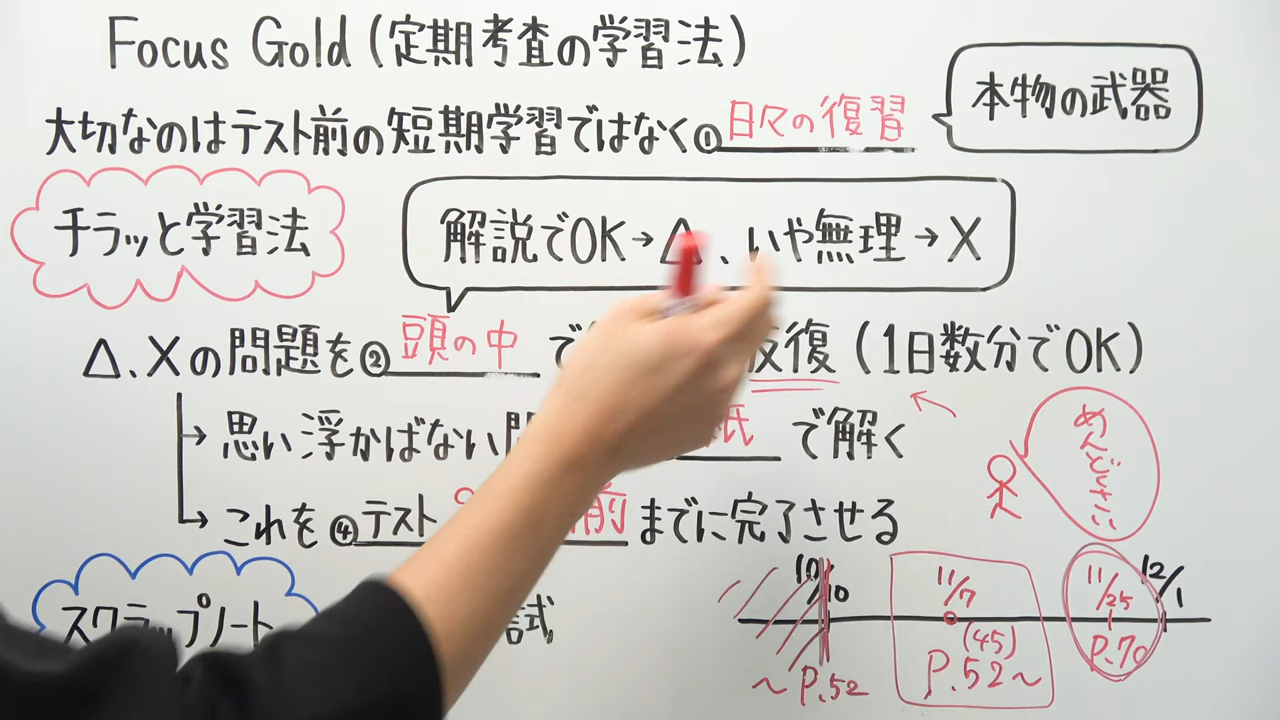 Focus Gold (定期考査の学習法)
本物の武器
大切なのはテスト前の短期学習ではなく①日々の復習
チラッと学習法
解説でOK→△、いや無理→X
△、Xの問題を②頭の中で 反復 (1日数分でOK)
思い浮かばない 紙で解く
めんどくさい
これを④テスト 前までに完了させる
スクラップノート 試
10/10 11/7 11/25 12/1
(45)
～P.52 P.52～ P.70